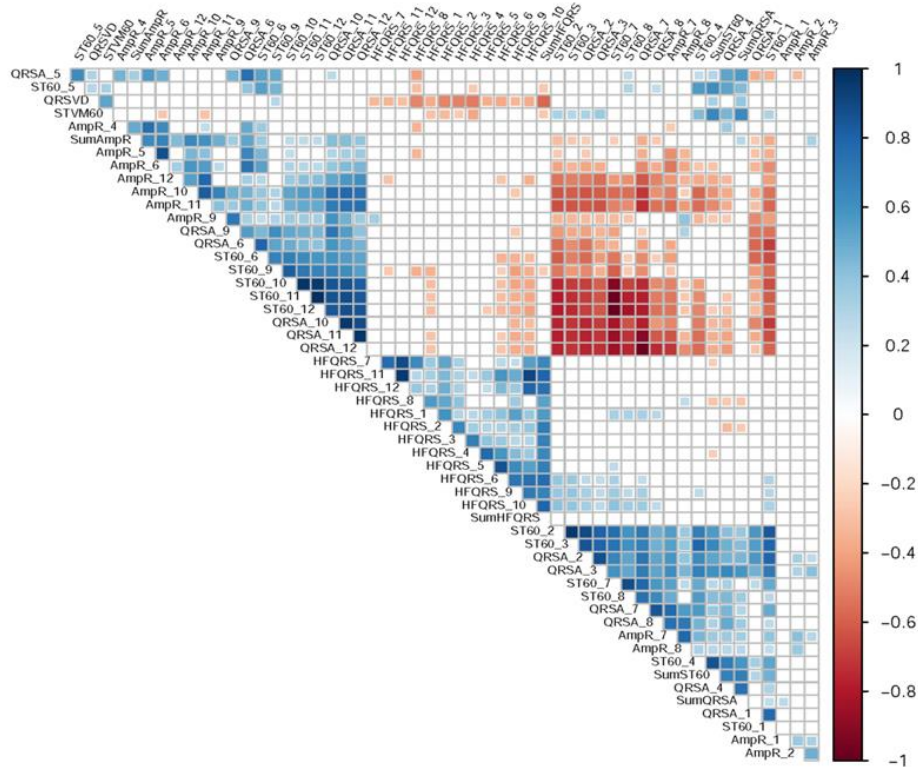 ST60_5
QRSVD
STVM60
AmpR_4
SumAmpR
AmpR_5
AmpR_6
AmpR_12
AmpR_10
AmpR_11
AmpR_9
QRSA_9
QRSA_6
ST60_6
ST60_9
ST60_10
ST60_11
ST60_12
QRSA_10
QRSA_11
QRSA_12
HFQRS_7
HFQRS_11
HFQRS_12
HFQRS_8
HFQRS_1
HFQRS_2
HFQRS_3
HFQRS_4
HFQRS_5
HFQRS_6
HFQRS_9
HFQRS_10
SumHFQRS
ST60_2
ST60_3
QRSA_2
QRSA_3
ST60_7
ST60_8
QRSA_7
QRSA_8
AmpR_7
AmpR_8
ST60_4
SumST60
QRSA_4
SumQRSA
QRSA_1
ST60_1
AmpR_1
AmpR_2
AmpR_3
QRSA_5
ST60_5
QRSVD
STVM60
AmpR_4
SumAmpR
AmpR_5
AmpR_6
AmpR_12
AmpR_10
AmpR_11
AmpR_9
QRSA_9
QRSA_6
ST60_6
ST60_9
ST60_10
ST60_11
ST60_12
QRSA_10
QRSA_11
QRSA_12
HFQRS_7
HFQRS_11
HFQRS_12
HFQRS_8
HFQRS_1
HFQRS_2
HFQRS_3
HFQRS_4
HFQRS_5
HFQRS_6
HFQRS_9
HFQRS_10
SumHFQRS
ST60_2
ST60_3
QRSA_2
QRSA_3
ST60_7
ST60_8
QRSA_7
QRSA_8
AmpR_7
AmpR_8
ST60_4
SumST60
QRSA_4
SumQRSA
QRSA_1
ST60_1
AmpR_1
AmpR_2
1
0.8
0.6
0.4
0.2
0
−0.2
−0.4
−0.6
−0.8
−1